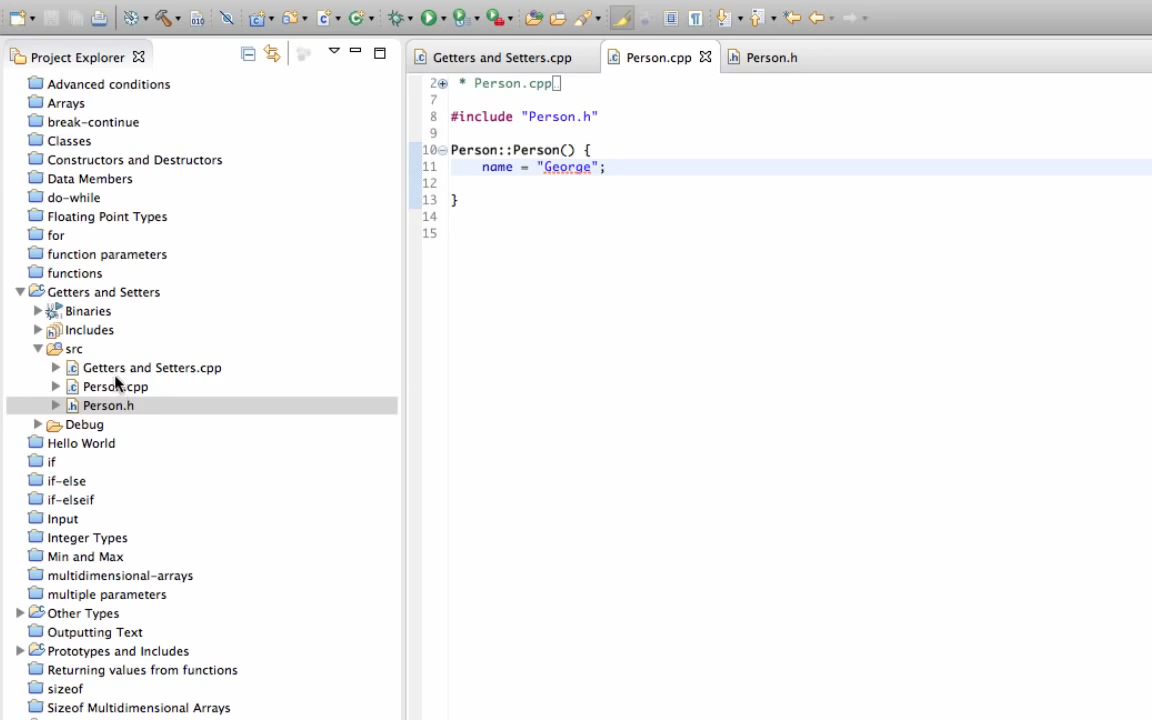 Project Explorer
Advanced conditions
Arrays
break-continue
Classes
Constructors and Destructors
Data Members
do-while
Floating Point Types
for
function parameters
functions
Getters and Setters
Binaries
Includes
src
Getters and Setters.cpp
Person.cpp
Person.h
Debug
Hello World
if
if-else
if-elseif
Input
Integer Types
Min and Max
multidimensional-arrays
multiple parameters
Other Types
Outputting Text
Prototypes and Includes
Returning values from functions
sizeof
Sizeof Multidimensional Arrays
Getters and Setters.cpp Person.cpp Person.h
2 * Person.cpp
7
8 #include "Person.h"
9
10 Person::Person() {
11 name = "George";
12
13 }
14
15